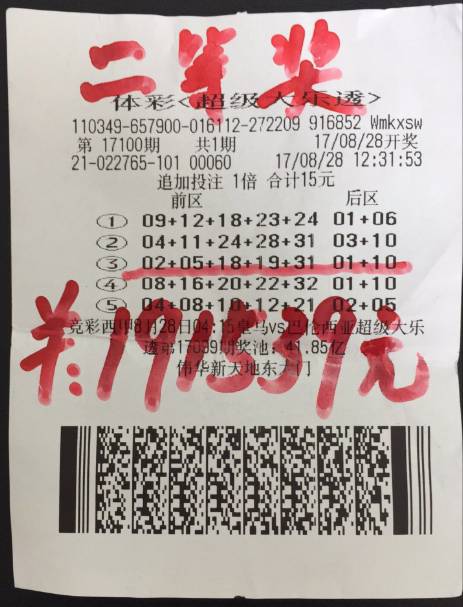 二等奖
体彩<超级大乐透>
110349-657900-016112-272209 916852 Wmkxsw
第 17100期 共1期 17/08/28开奖
21-022765-101 00060 17/08/28 12:31:53
追加投注 1倍 合计15元
前区 后区
① 09+12+18+23+24 01+06
② 04+11+24+28+31 03+10
③ 02+05+18+19+31 01+10
④ 08+16+20+22+32 01+10
⑤ 04+08+10+12+21 02+05
竞彩西甲8月28日04:15皇马vs巴伦西亚超级大乐
透第17099期奖池:41.85亿
伟华新天地东大门
羊:191539元